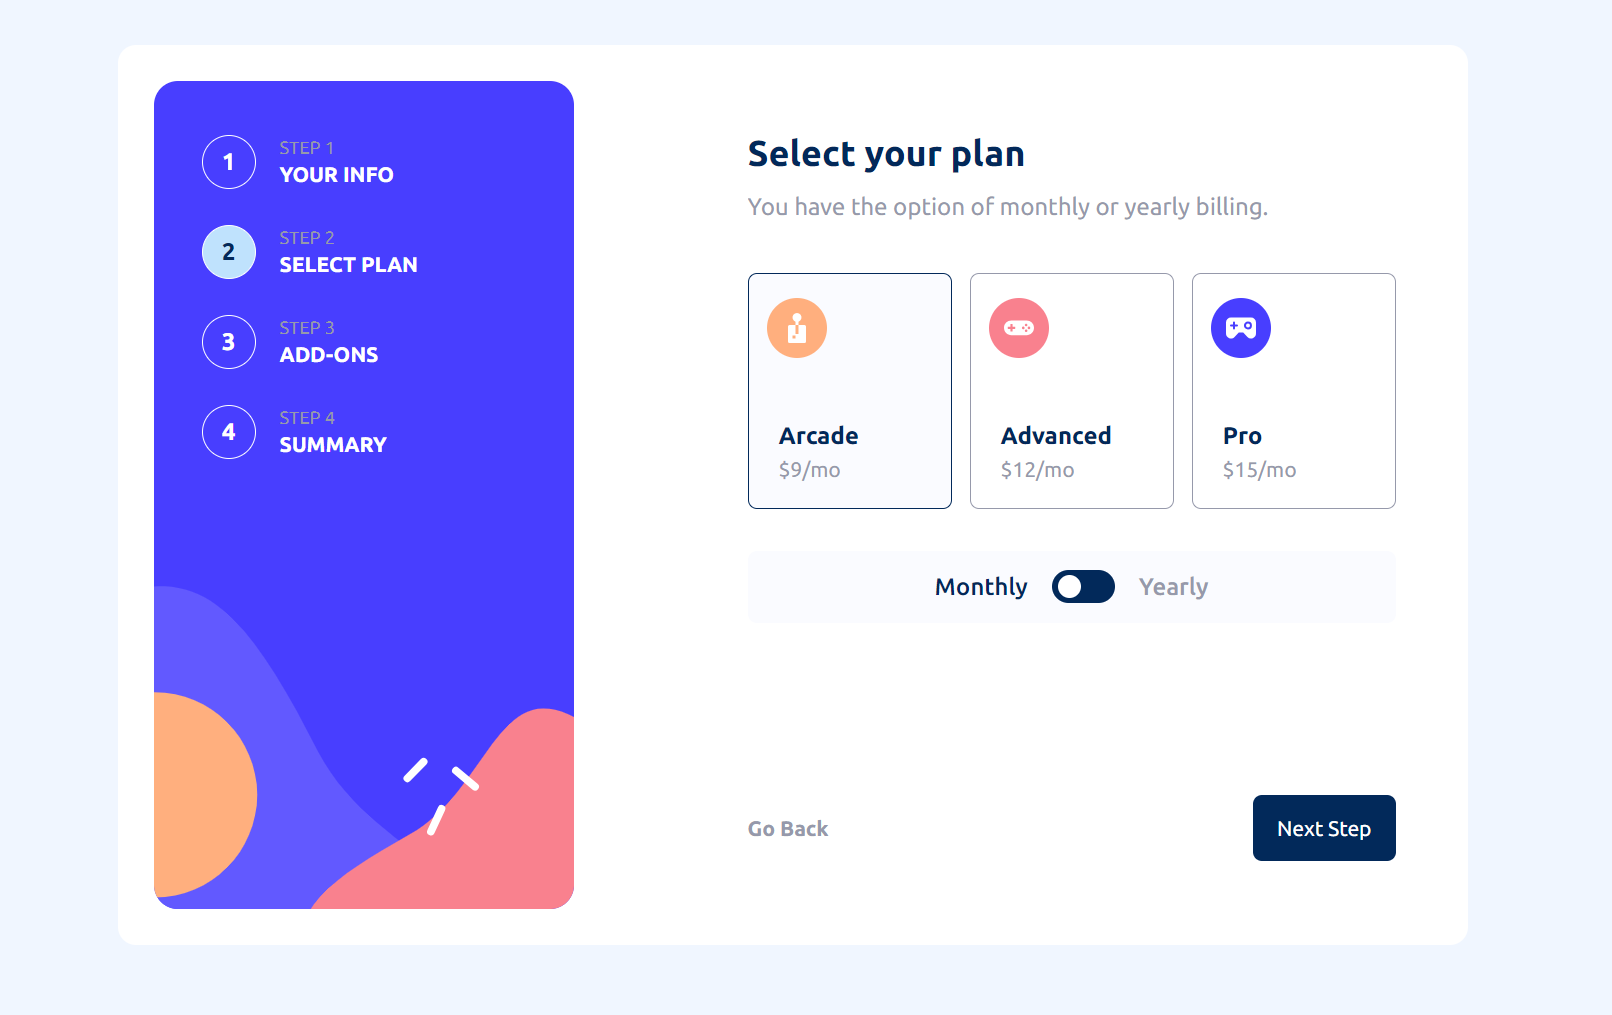 1
STEP 1
YOUR INFO
2
STEP 2
SELECT PLAN
3
STEP 3
ADD-ONS
4
STEP 4
SUMMARY
Select your plan
You have the option of monthly or yearly billing.
Arcade
$9/mo
Advanced
$12/mo
Pro
$15/mo
Monthly
Yearly
Go Back
Next Step